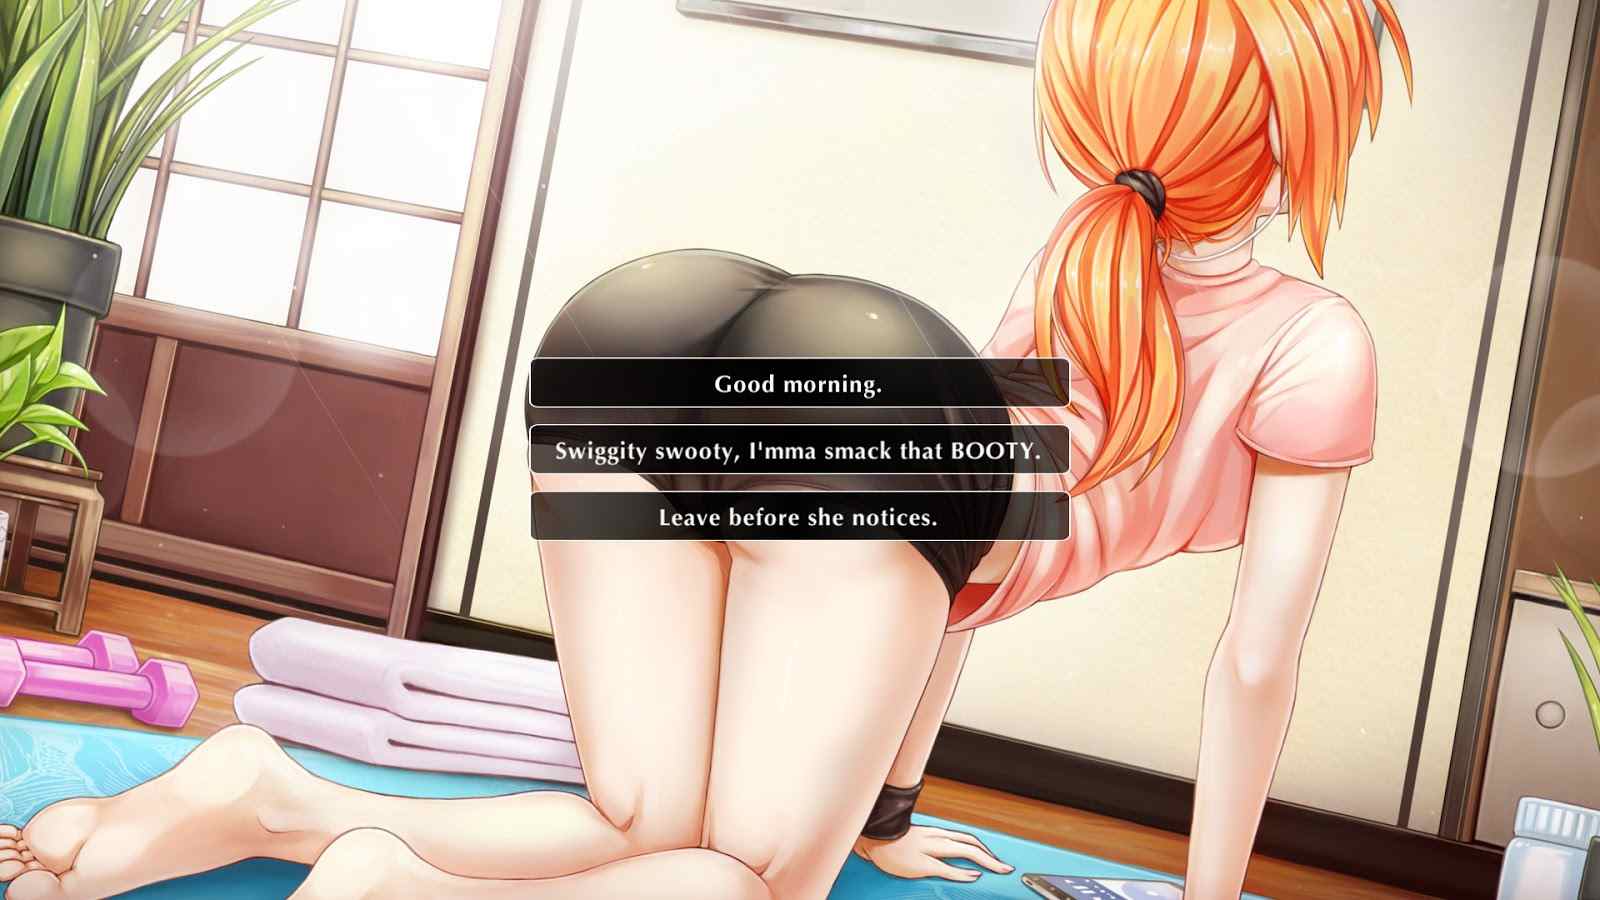 Good morning.
Swiggity swooty, I'mma smack that BOOTY.
Leave before she notices.